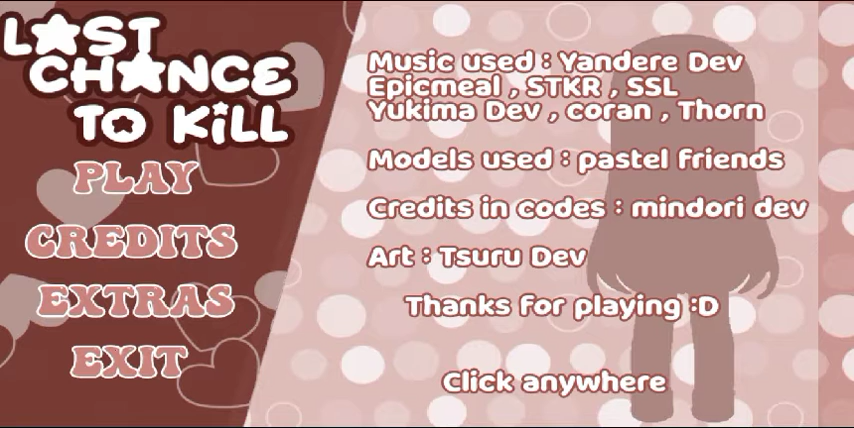 LAST
CHANCE
TO KiLL
PLAY
CREDITS
EXTRAS
EXIT
Music used : Yandere Dev
Epicmeal , STKR , SSL
Yukima Dev , coran , Thorn
Models used : pastel friends
Credits in codes : mindori dev
Art : Tsuru Dev
Thanks for playing :D
Click anywhere